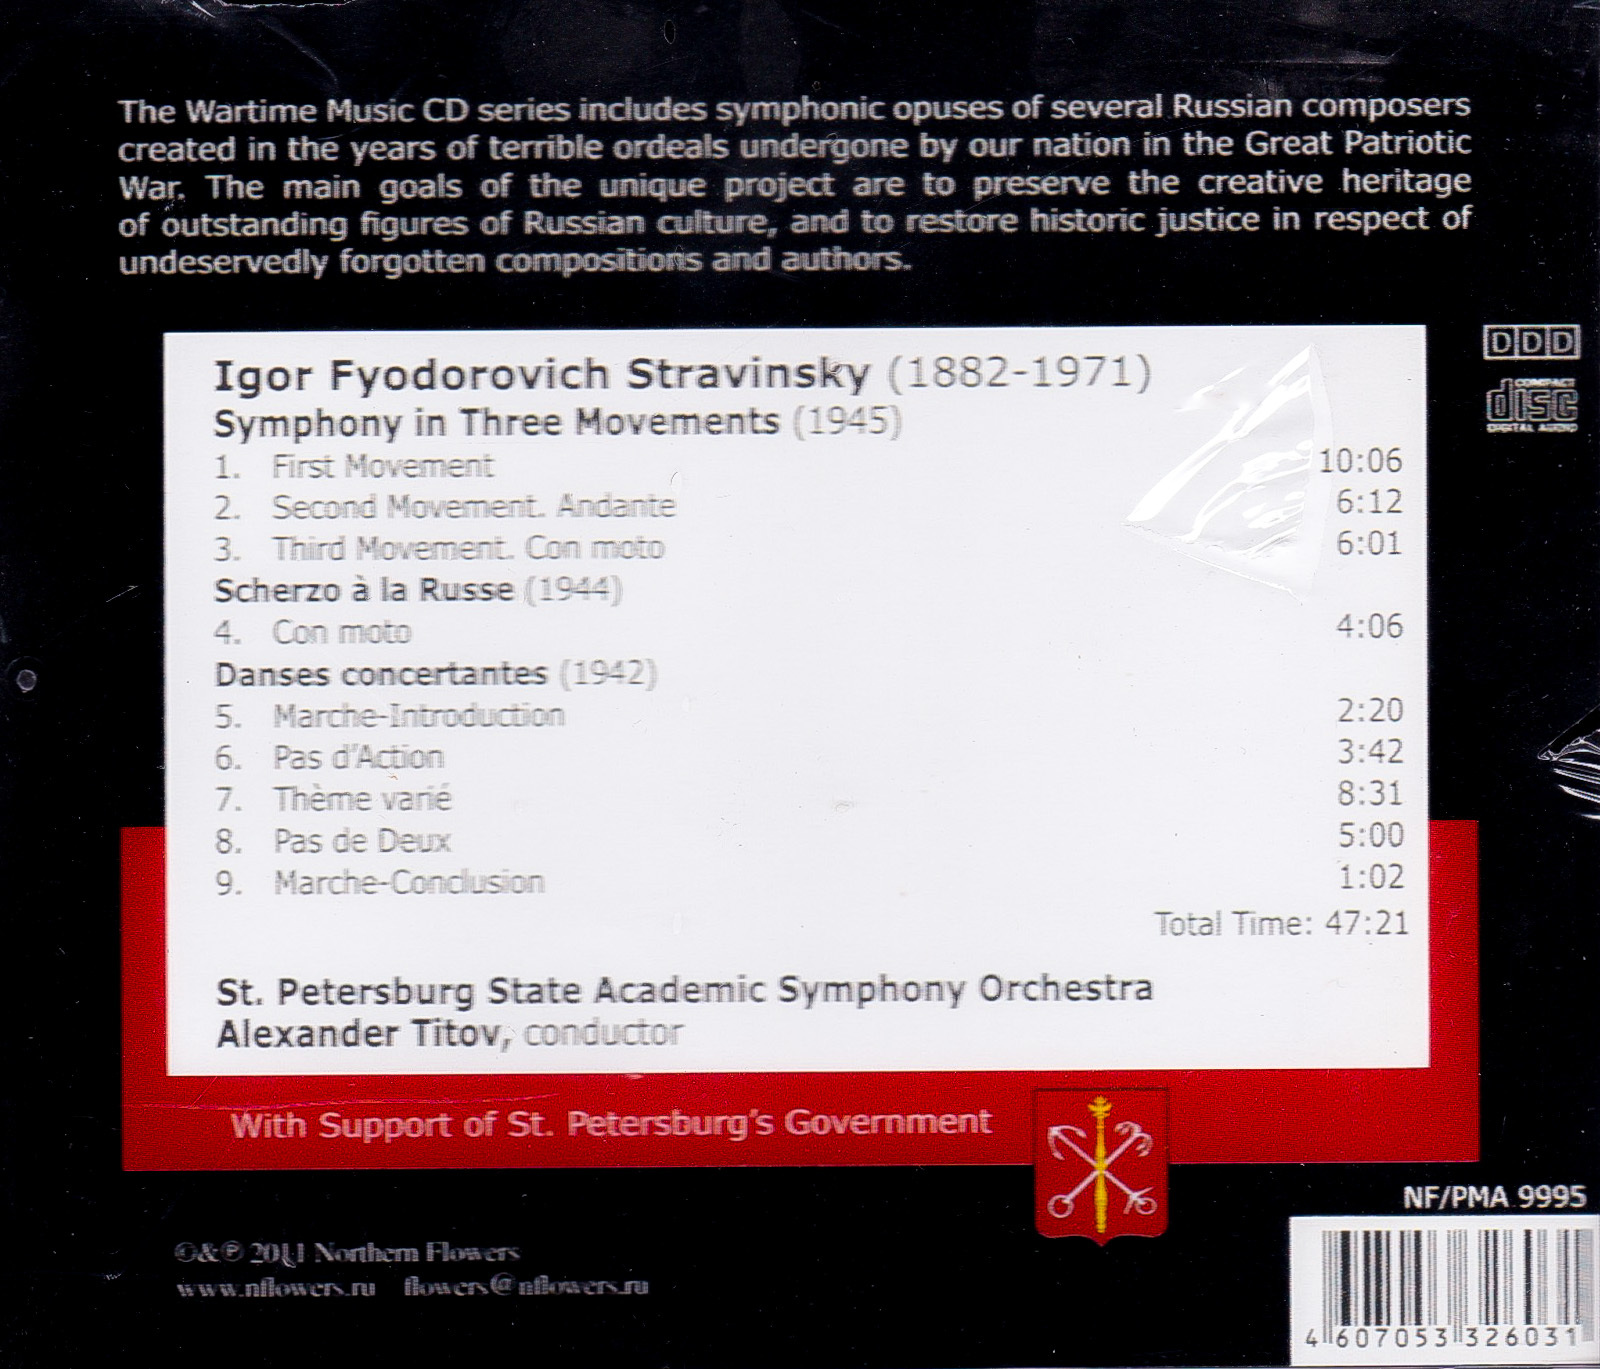 The Wartime Music CD series includes symphonic opuses of several Russian composers
created in the years of terrible ordeals undergone by our nation in the Great Patriotic
War. The main goals of the unique project are to preserve the creative heritage
of outstanding figures of Russian culture, and to restore historic justice in respect of
undeservedly forgotten compositions and authors.
DDD
COMPACT
disc
DIGITAL AUDIO
Igor Fyodorovich Stravinsky (1882-1971)
Symphony in Three Movements (1945)
1. First Movement 10:06
2. Second Movement. Andante 6:12
3. Third Movement. Con moto 6:01
Scherzo à la Russe (1944)
4. Con moto 4:06
Danses concertantes (1942)
5. Marche-Introduction 2:20
6. Pas d'Action 3:42
7. Thème varié 8:31
8. Pas de Deux 5:00
9. Marche-Conclusion 1:02
Total Time: 47:21
St. Petersburg State Academic Symphony Orchestra
Alexander Titov, conductor
With Support of St. Petersburg's Government
NF/PMA 9995
©&℗ 2011 Northern Flowers
www.nflowers.ru flowers@nflowers.ru
4 607053 326031